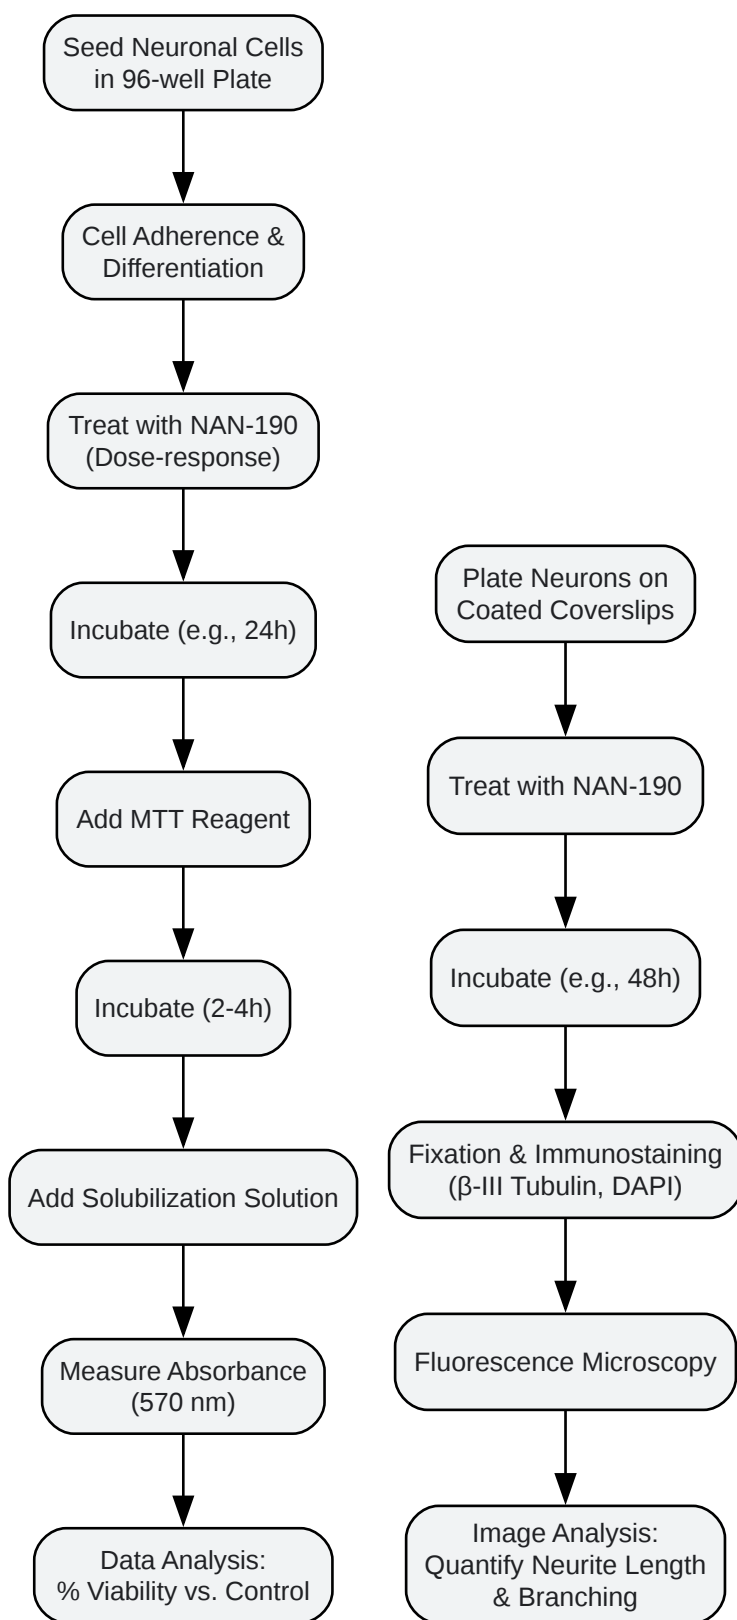 Seed Neuronal Cells
in 96-well Plate
Cell Adherence &
Differentiation
Treat with NAN-190
(Dose-response)
Incubate (e.g., 24h)
Add MTT Reagent
Incubate (2-4h)
Add Solubilization Solution
Measure Absorbance
(570 nm)
Data Analysis:
% Viability vs. Control
Plate Neurons on
Coated Coverslips
Treat with NAN-190
Incubate (e.g., 48h)
Fixation & Immunostaining
(β-III Tubulin, DAPI)
Fluorescence Microscopy
Image Analysis:
Quantify Neurite Length
& Branching